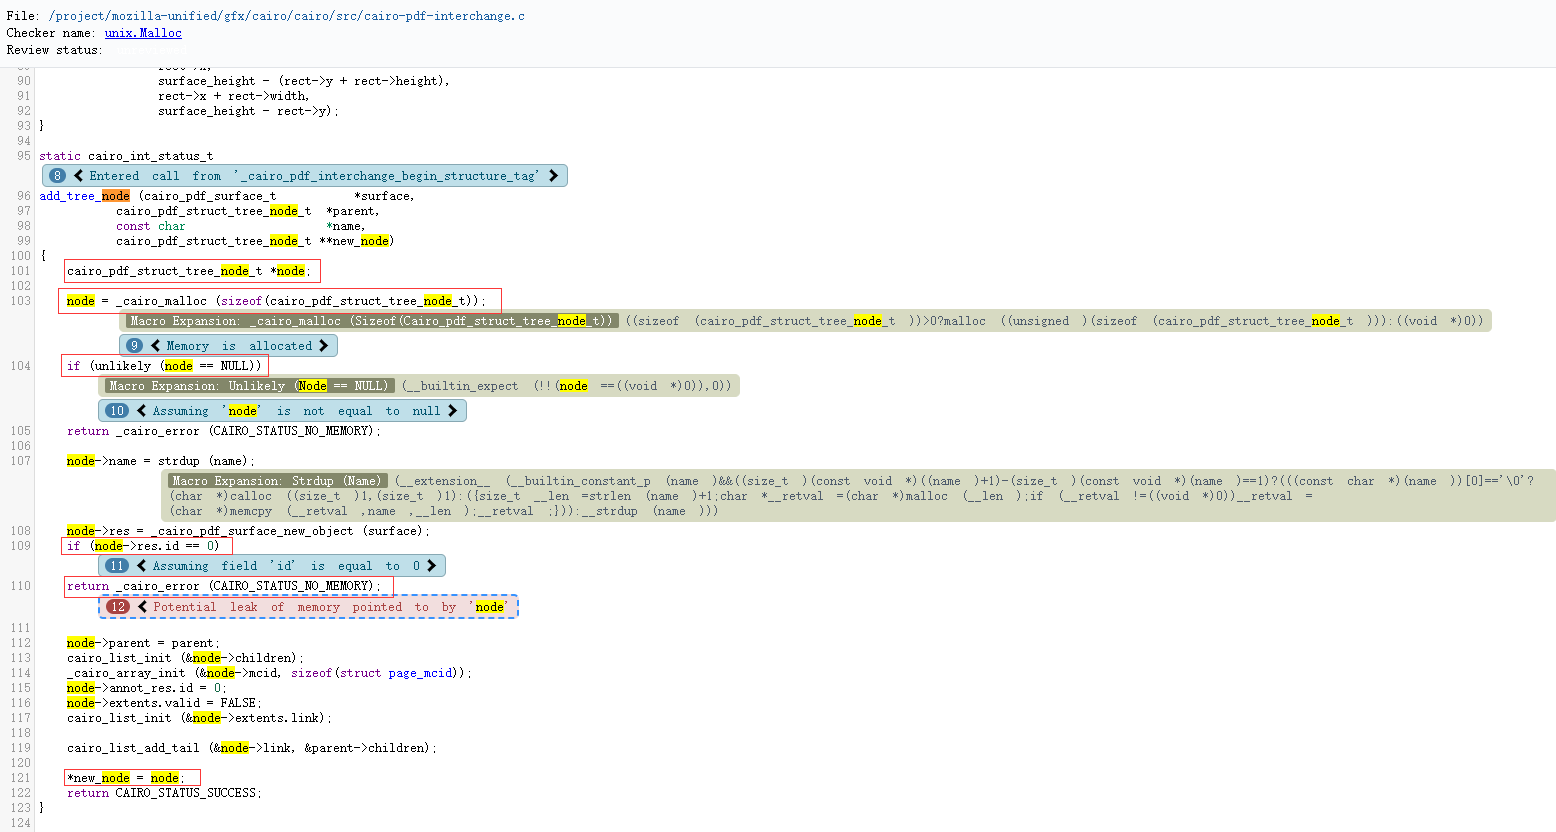 File: /project/mozilla-unified/gfx/cairo/cairo/src/cairo-pdf-interchange.c
Checker name: unix.Malloc
Review status:
90 surface_height - (rect->y + rect->height),
91 rect->x + rect->width,
92 surface_height - rect->y);
93 }
94
95 static cairo_int_status_t
8 Entered call from '_cairo_pdf_interchange_begin_structure_tag'
96 add_tree_node (cairo_pdf_surface_t *surface,
97 cairo_pdf_struct_tree_node_t *parent,
98 const char *name,
99 cairo_pdf_struct_tree_node_t **new_node)
100 {
101 cairo_pdf_struct_tree_node_t *node;
102
103 node = _cairo_malloc (sizeof(cairo_pdf_struct_tree_node_t));
Macro Expansion: _cairo_malloc (Sizeof(Cairo_pdf_struct_tree_node_t)) ((sizeof (cairo_pdf_struct_tree_node_t ))>0?malloc ((unsigned )(sizeof (cairo_pdf_struct_tree_node_t ))):((void *)0))
9 Memory is allocated
104 if (unlikely (node == NULL))
Macro Expansion: Unlikely (Node == NULL) (__builtin_expect (!!(node ==((void *)0)),0))
10 Assuming 'node' is not equal to null
105 return _cairo_error (CAIRO_STATUS_NO_MEMORY);
106
107 node->name = strdup (name);
Macro Expansion: Strdup (Name) (__extension__ (__builtin_constant_p (name )&&((size_t )(const void *)((name )+1)-(size_t )(const void *)(name )==1)?(((const char *)(name ))[0]=='\0'?
(char *)calloc ((size_t )1,(size_t )1):({size_t __len =strlen (name )+1;char *__retval =(char *)malloc (__len );if (__retval !=((void *)0))__retval =
(char *)memcpy (__retval ,name ,__len );__retval ;})):__strdup (name )))
108 node->res = _cairo_pdf_surface_new_object (surface);
109 if (node->res.id == 0)
11 Assuming field 'id' is equal to 0
110 return _cairo_error (CAIRO_STATUS_NO_MEMORY);
12 Potential leak of memory pointed to by 'node'
111
112 node->parent = parent;
113 cairo_list_init (&node->children);
114 _cairo_array_init (&node->mcid, sizeof(struct page_mcid));
115 node->annot_res.id = 0;
116 node->extents.valid = FALSE;
117 cairo_list_init (&node->extents.link);
118
119 cairo_list_add_tail (&node->link, &parent->children);
120
121 *new_node = node;
122 return CAIRO_STATUS_SUCCESS;
123 }
124